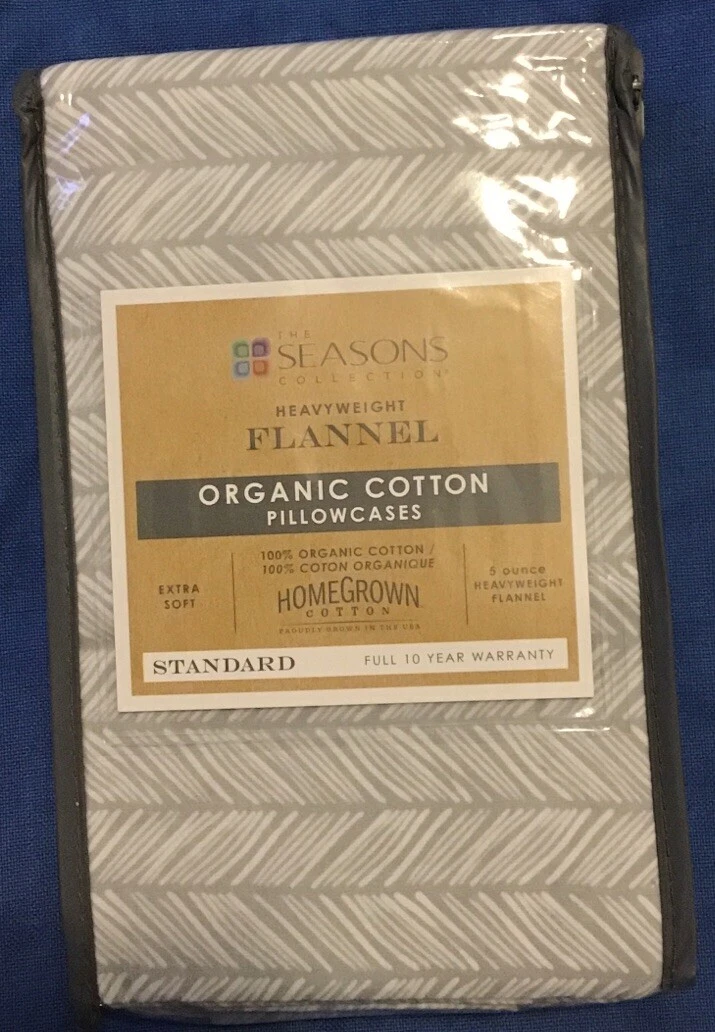 THE
SEASONS
COLLECTION
HEAVYWEIGHT
FLANNEL
ORGANIC COTTON
PILLOWCASES
100% ORGANIC COTTON /
100% COTON ORGANIQUE
EXTRA
SOFT
HOMEGROWN
COTTON
PROUDLY GROWN IN THE USA
5 ounce
HEAVYWEIGHT
FLANNEL
STANDARD
FULL 10 YEAR WARRANTY